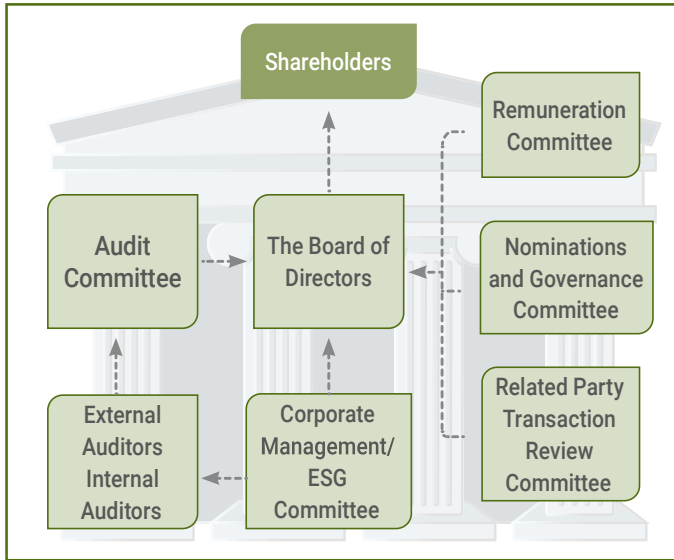 Shareholders
Remuneration
Committee
Audit
Committee
The Board of
Directors
Nominations
and Governance
Committee
External
Auditors
Internal
Auditors
Corporate
Management/
ESG
Committee
Related Party
Transaction
Review
Committee